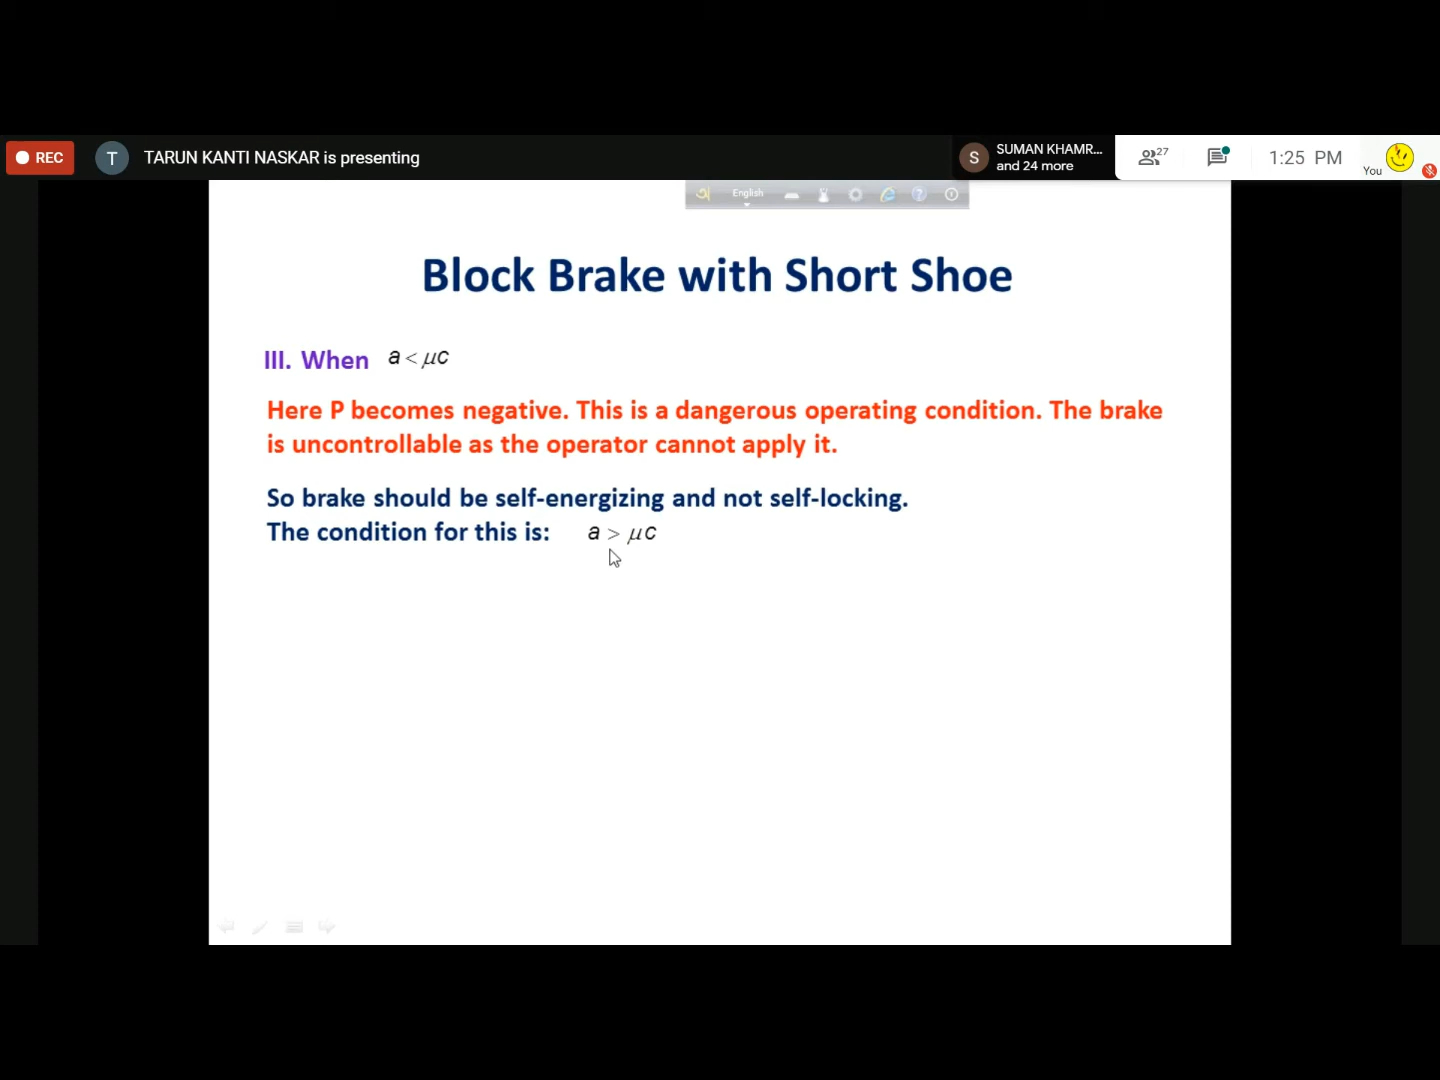 REC
T
TARUN KANTI NASKAR is presenting
S
SUMAN KHAMR...
and 24 more
27
1:25 PM
You
English
Block Brake with Short Shoe
III. When a < μc
Here P becomes negative. This is a dangerous operating condition. The brake
is uncontrollable as the operator cannot apply it.
So brake should be self-energizing and not self-locking.
The condition for this is: a > μc